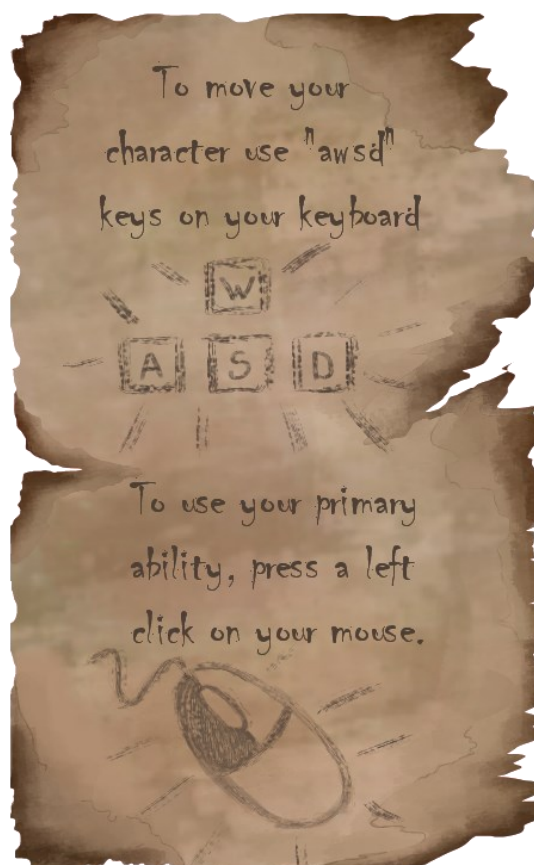 To move your
character use "awsd"
keys on your keyboard
W
A S D
To use your primary
ability, press a left
click on your mouse.